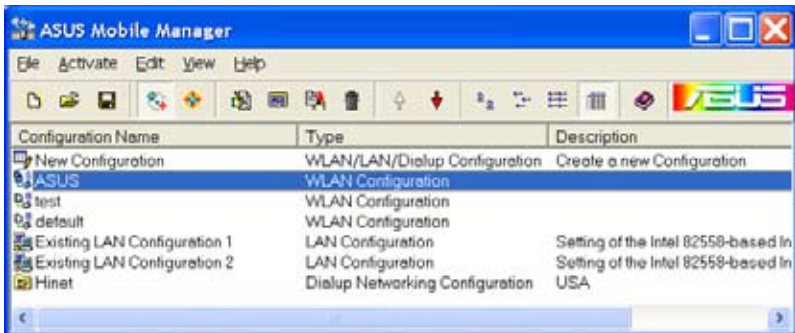 ASUS Mobile Manager
File Activate Edit View Help
ASUS
Configuration Name Type Description
New Configuration WLAN/LAN/Dialup Configuration Create a new Configuration
ASUS WLAN Configuration
test WLAN Configuration
default WLAN Configuration
Existing LAN Configuration 1 LAN Configuration Setting of the Intel 82558-based In
Existing LAN Configuration 2 LAN Configuration Setting of the Intel 82558-based In
Hinet Dialup Networking Configuration USA